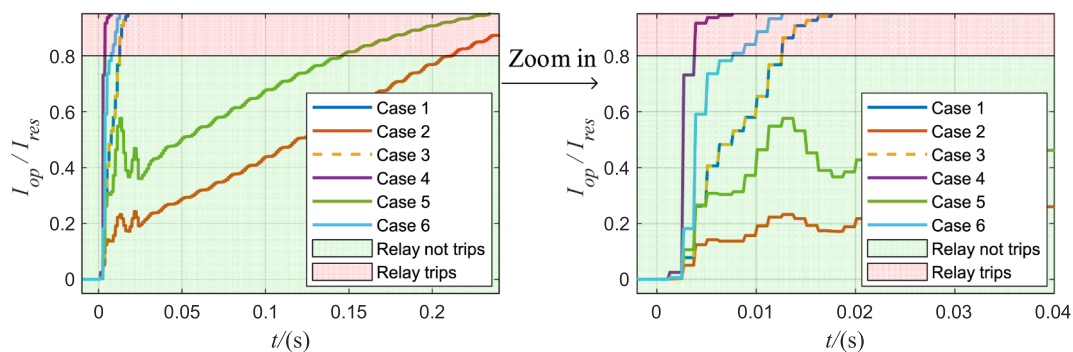 0.8
0.6
0.4
0.2
0
I_op / I_res
Case 1
Case 2
Case 3
Case 4
Case 5
Case 6
Relay not trips
Relay trips
0
0.05
0.1
0.15
0.2
t/(s)
Zoom in
0.8
0.6
0.4
0.2
0
I_op / I_res
Case 1
Case 2
Case 3
Case 4
Case 5
Case 6
Relay not trips
Relay trips
0
0.01
0.02
0.03
0.04
t/(s)